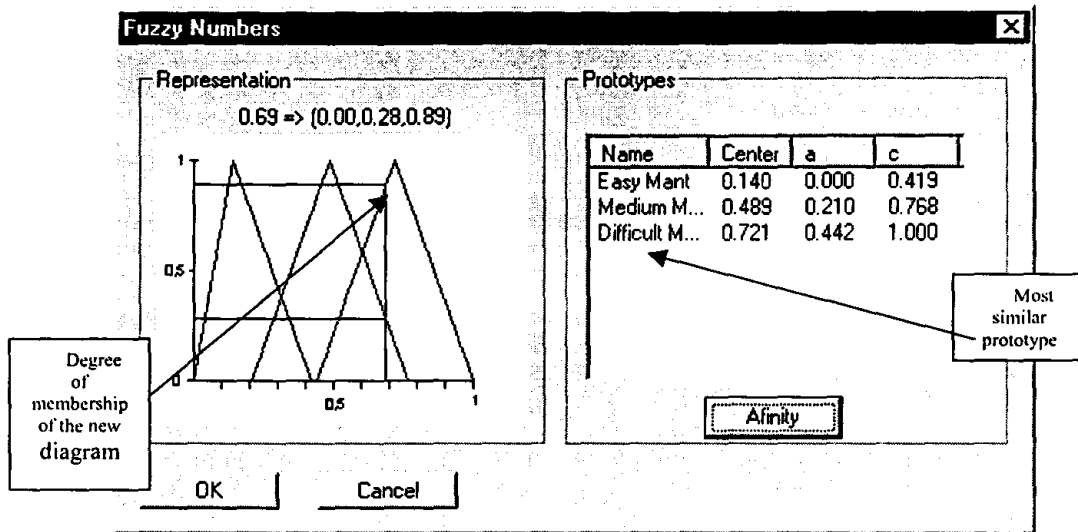 Fuzzy Numbers
Representation
0.69 => (0.00,0.28,0.89)
1
0,5
0
0,5
1
Prototypes
Name Center a c
Easy Mant 0.140 0.000 0.419
Medium M... 0.489 0.210 0.768
Difficult M... 0.721 0.442 1.000
Afinity
OK Cancel
Degree
of
membership
of the new
diagram
Most
similar
prototype